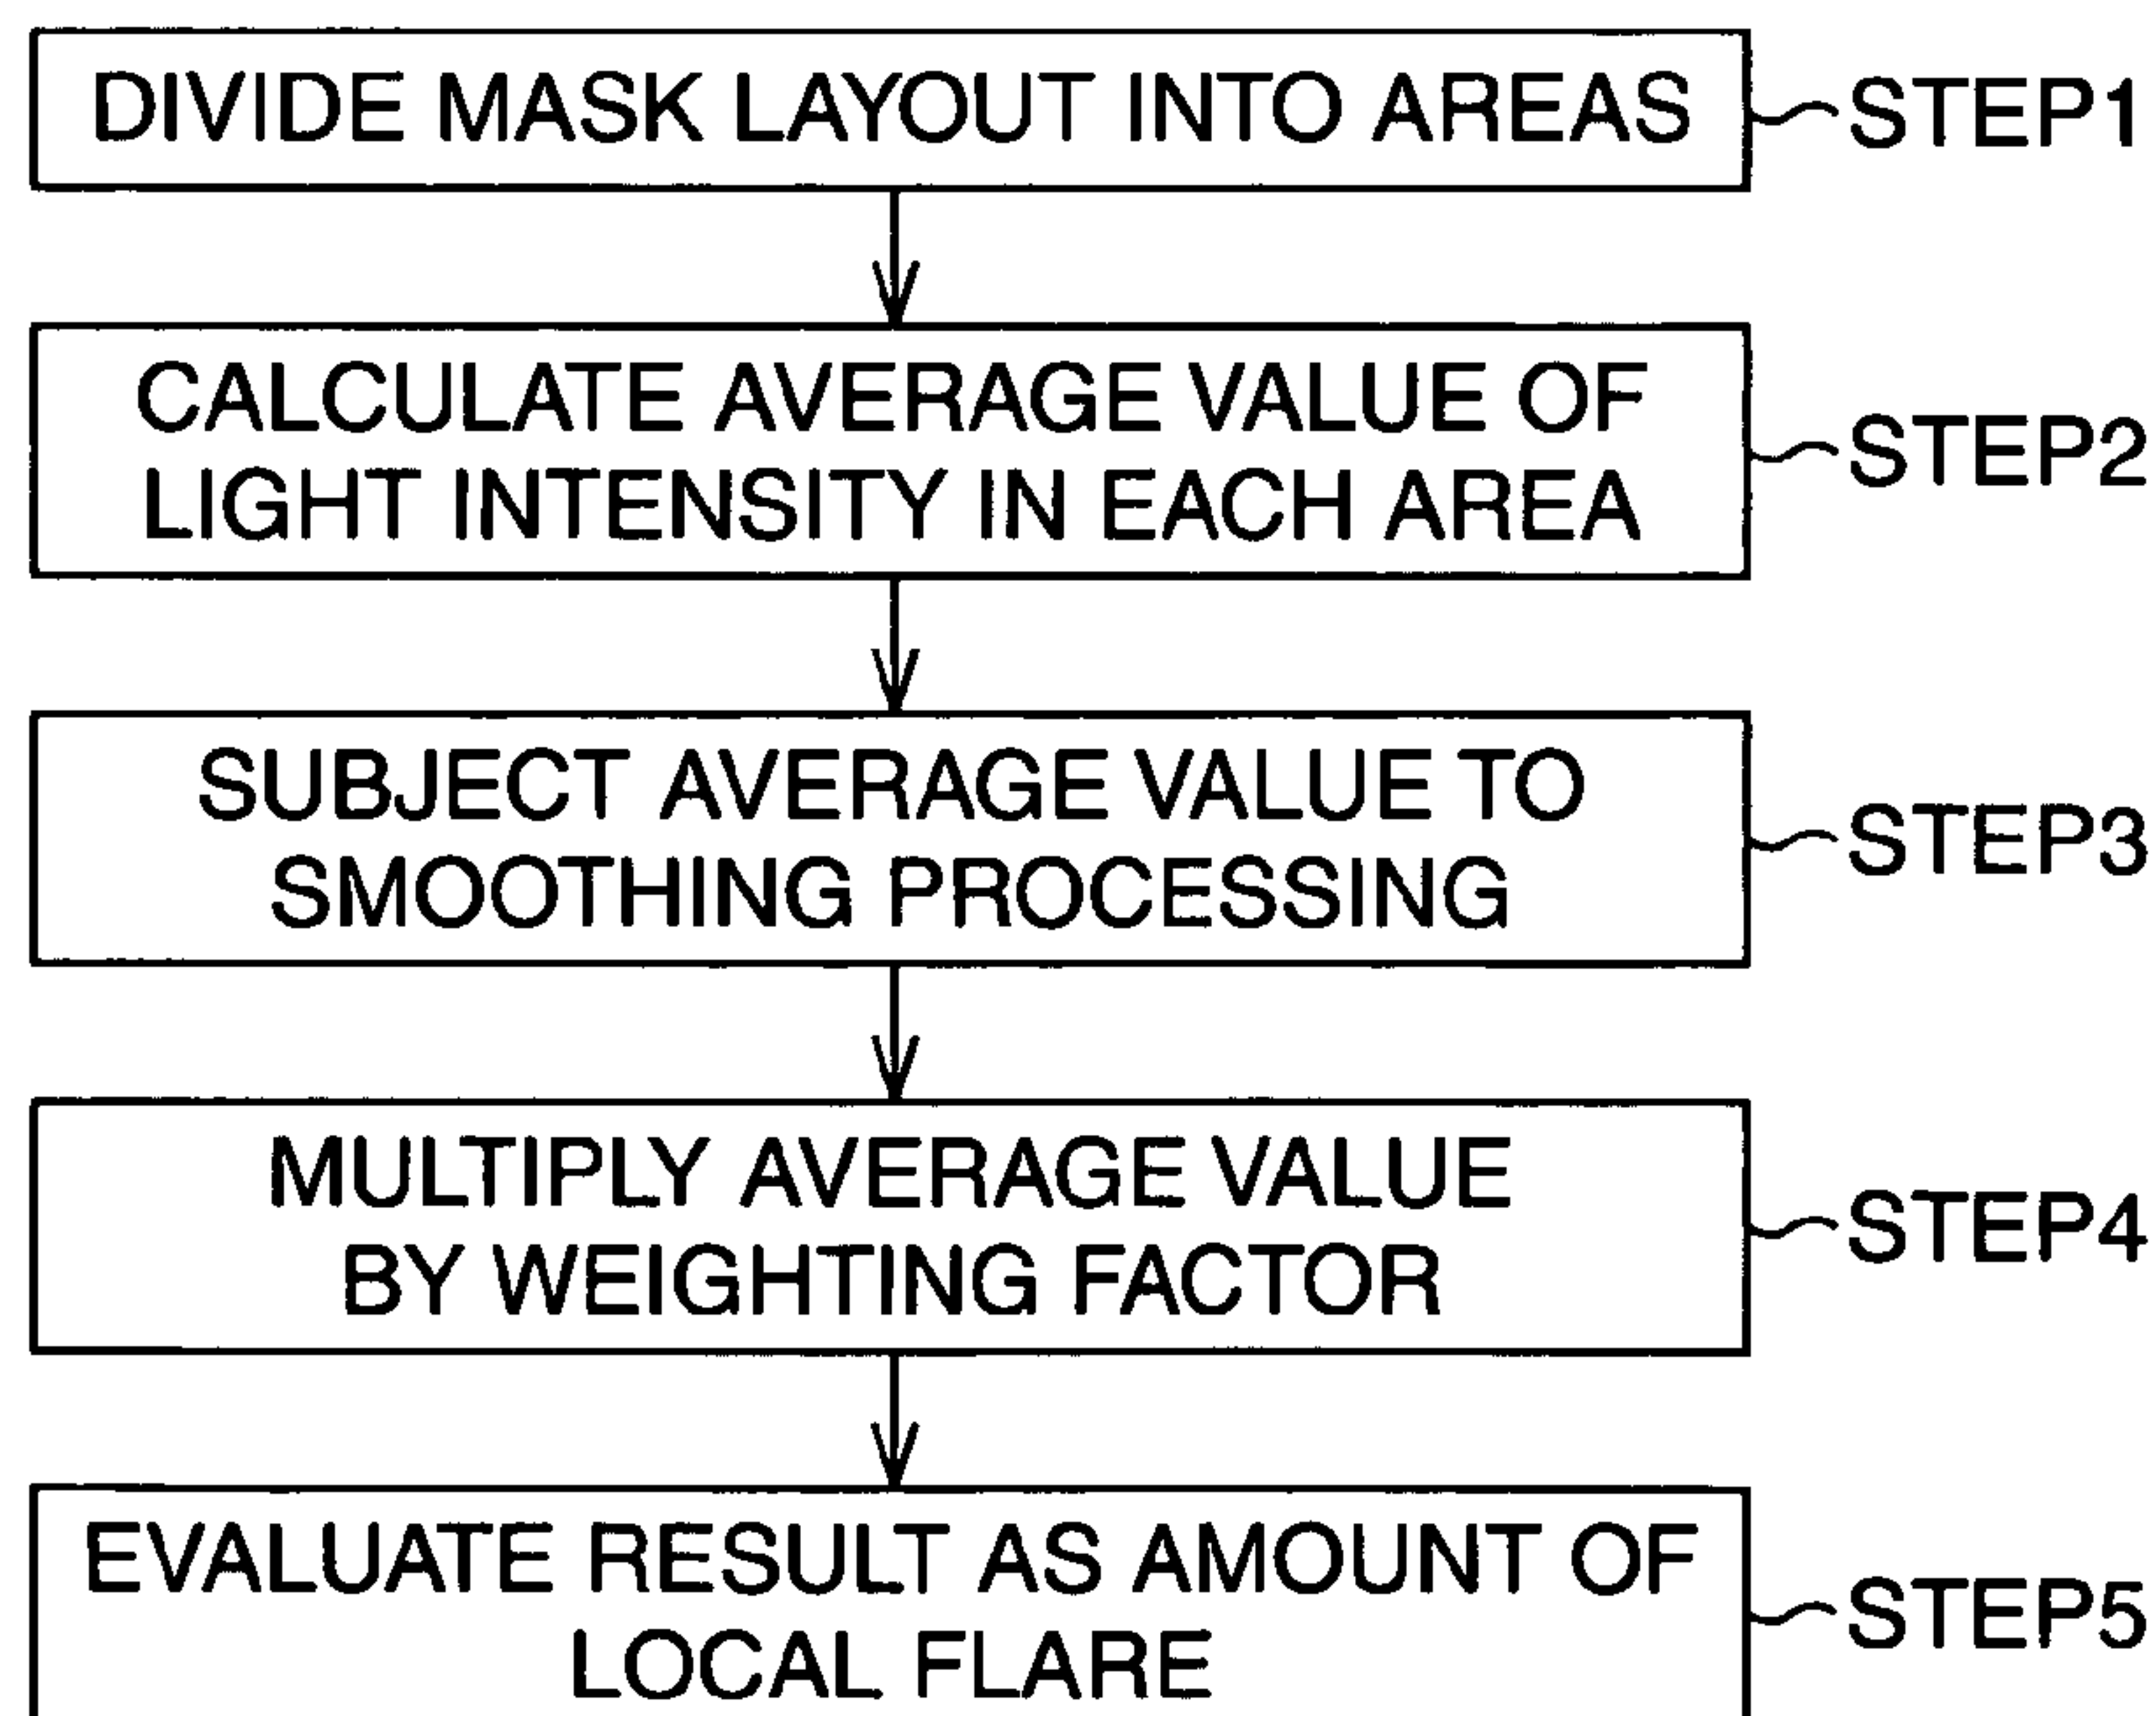 DIVIDE MASK LAYOUT INTO AREAS
STEP1
CALCULATE AVERAGE VALUE OF
LIGHT INTENSITY IN EACH AREA
STEP2
SUBJECT AVERAGE VALUE TO
SMOOTHING PROCESSING
STEP3
MULTIPLY AVERAGE VALUE
BY WEIGHTING FACTOR
STEP4
EVALUATE RESULT AS AMOUNT OF
LOCAL FLARE
STEP5